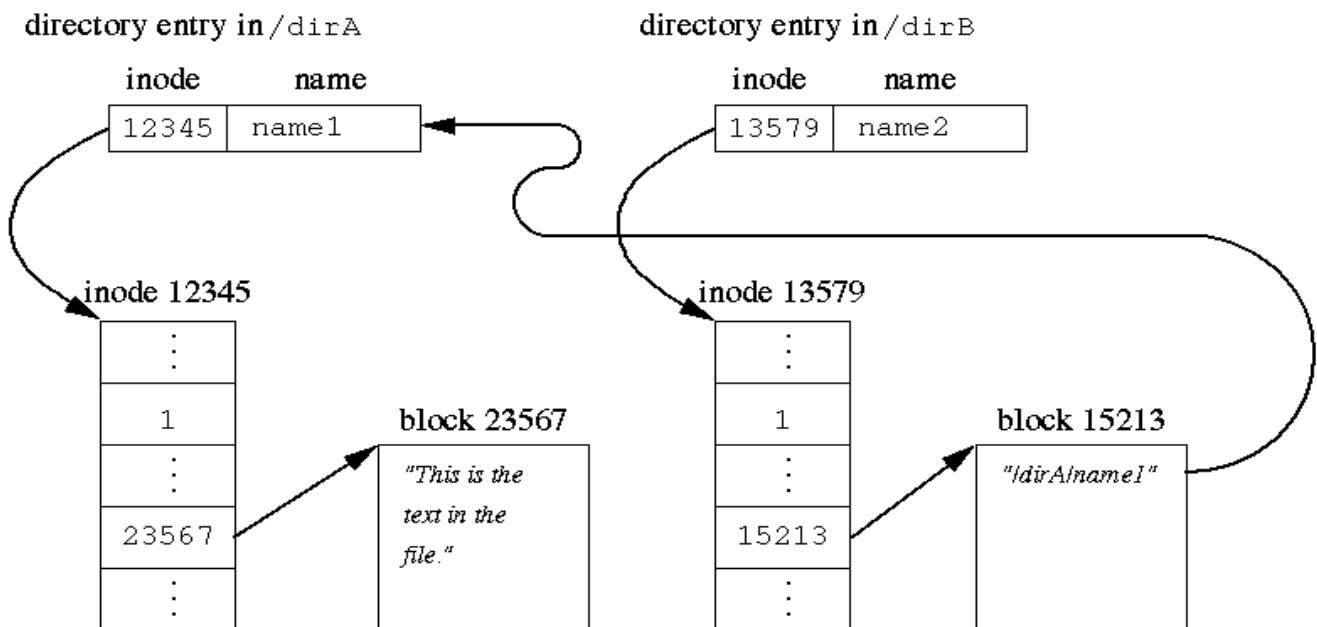 directory entry in /dirA
directory entry in /dirB
inode name
inode name
12345 name1
13579 name2
inode 12345
inode 13579
⋮
⋮
1
1
block 23567
block 15213
⋮
⋮
"This is the
text in the
file."
"/dirA/name1"
23567
15213
⋮
⋮